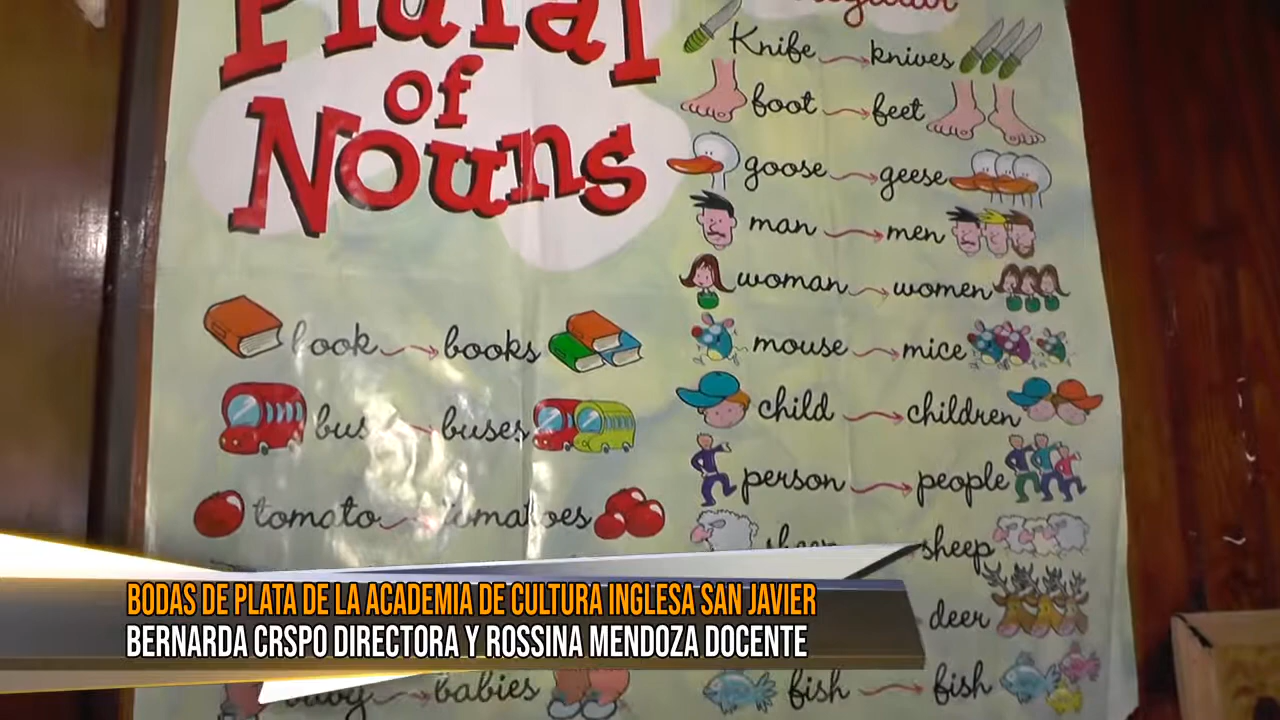 Plural
of
Nouns
book books
bus buses
tomato tomatoes
babies
Knife knives
foot feet
goose geese
man men
woman women
mouse mice
child children
person people
sheep sheep
deer
fish fish
BODAS DE PLATA DE LA ACADEMIA DE CULTURA INGLESA SAN JAVIER
BERNARDA CRSPO DIRECTORA Y ROSSINA MENDOZA DOCENTE